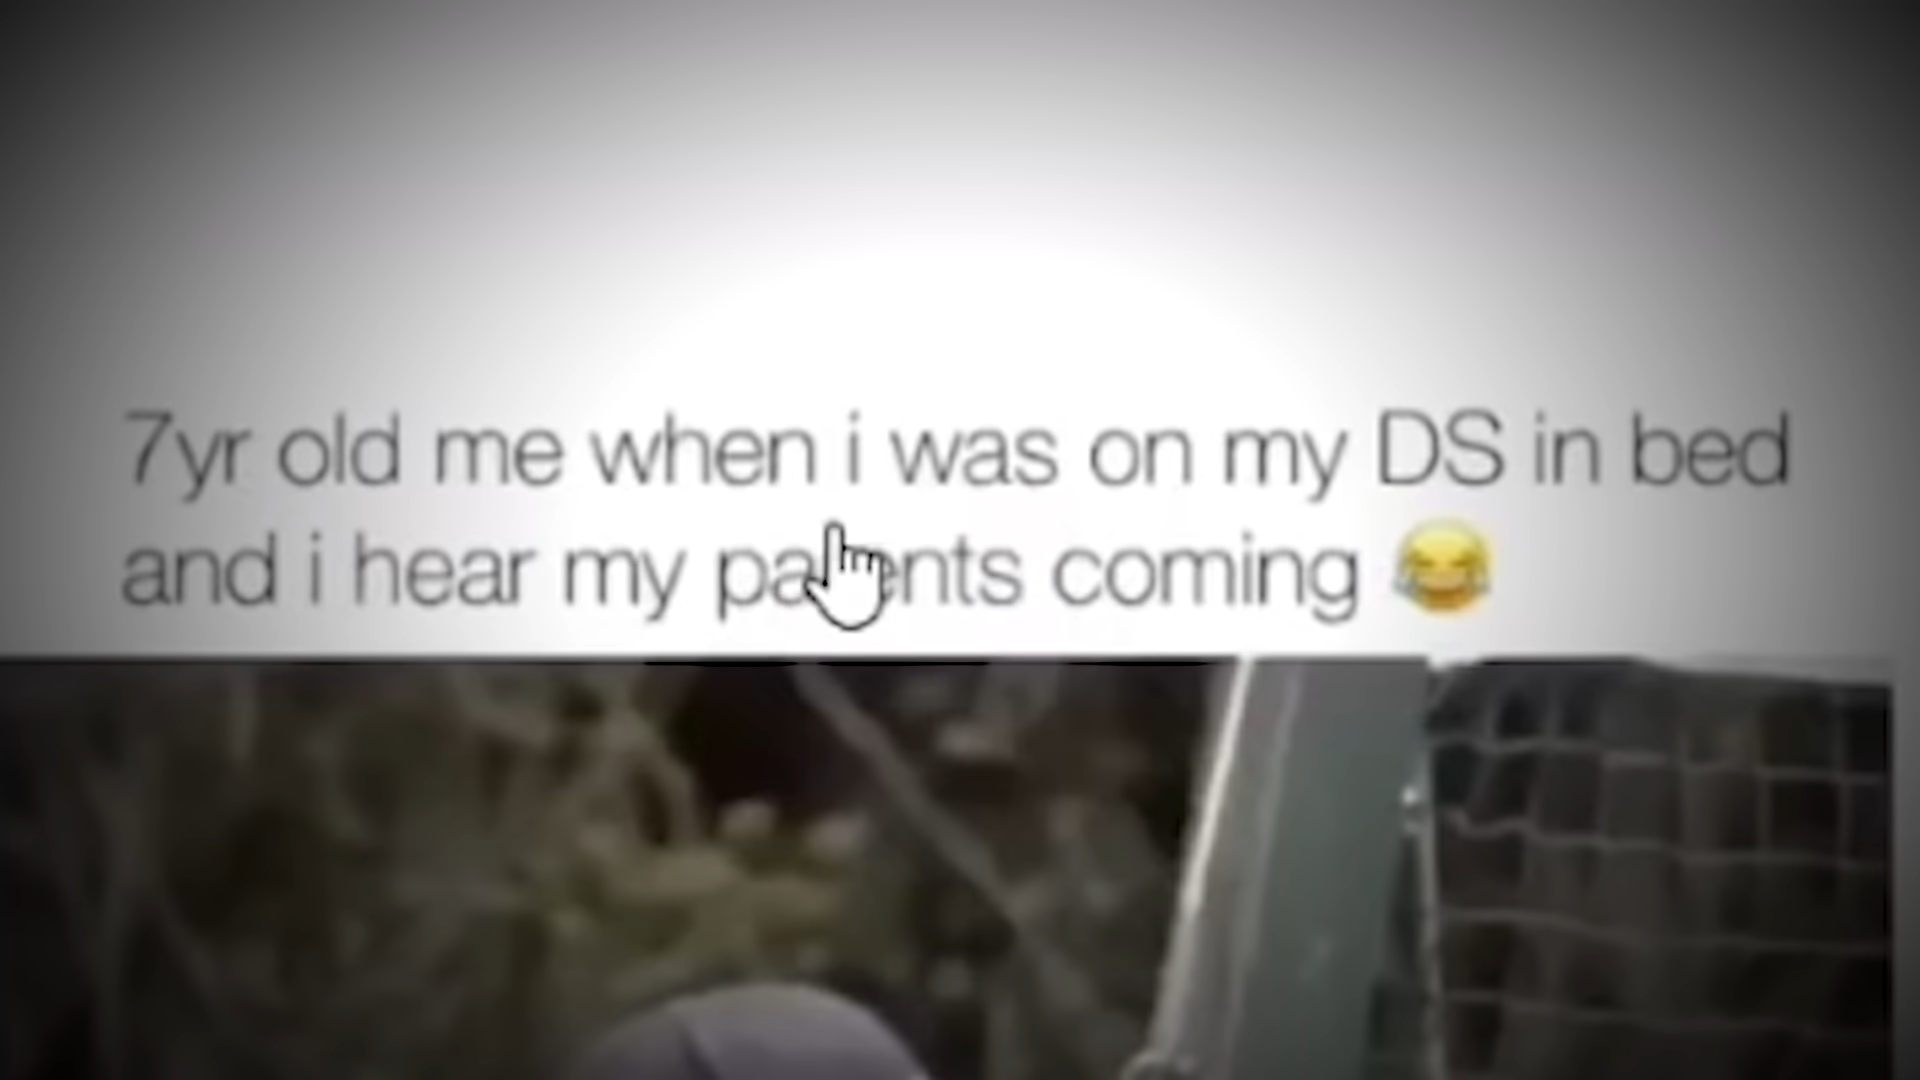 7yr old me when i was on my DS in bed
and i hear my parents coming 😂